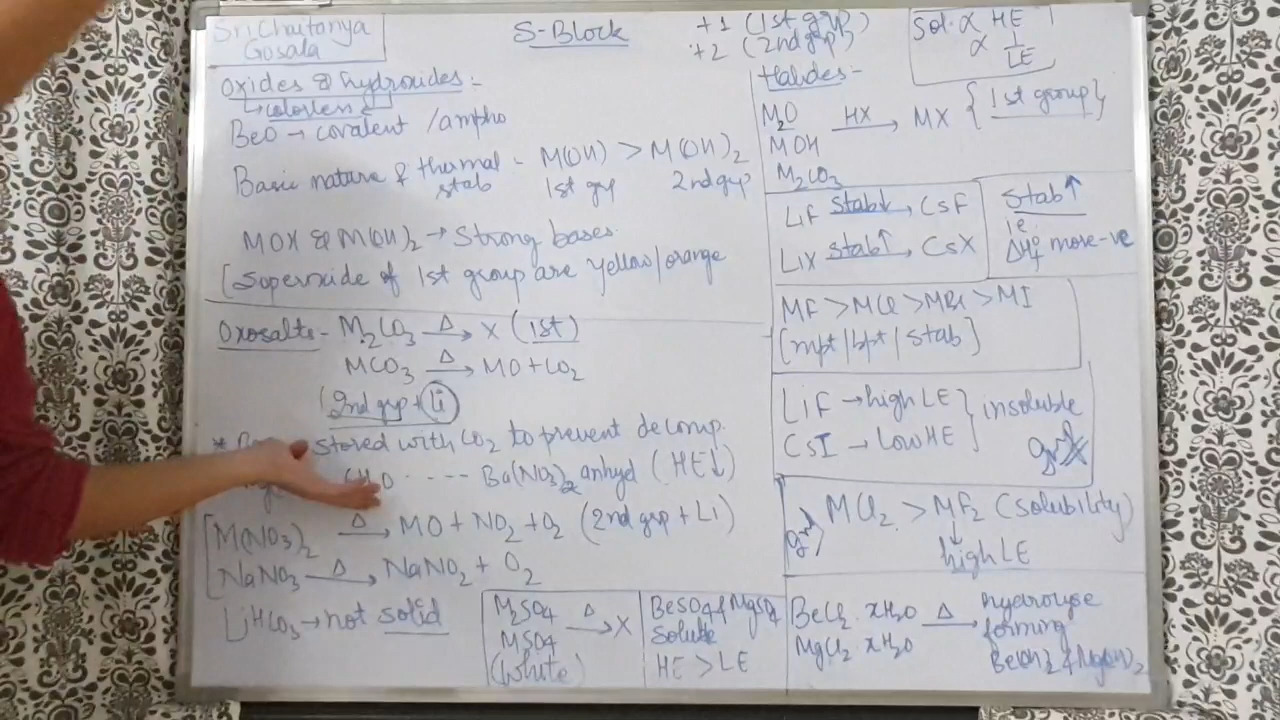 Sri Chaitanya
Gosala
S-Block
+1 (1st grp)
+2 (2nd grp)
Sol. ∝ HE
∝ 1/LE
Oxides & hydroxides:-
↳ colorless
BeO → covalent /ampho
Basic nature & thermal - M(OH) > M(OH)2
stab 1st grp 2nd grp
MOH & M(OH)2 → Strong bases
[Superoxide of 1st group are yellow/orange
Oxosalts- M2CO3 Δ→ X (1st)
MCO3 Δ→ MO+CO2
(2nd grp + Li)
stored with CO2 to prevent decomp.
---- Ba(NO3)2 anhyd (HE↓)
M(NO3)2 Δ→ MO + NO2 + O2 (2nd grp + Li)
NaNO3 Δ→ NaNO2 + O2
LiHCO3 → not solid
M2SO4
MSO4 Δ→ X
(white)
BeSO4 & MgSO4
Soluble
HE > LE
Halides:-
M2O
MOH HX→ MX {1st group}
M2CO3
LiF stab↓→ CsF
LiX stab↑→ CsX
Stab↑
ie
ΔHf more -ve
MF > MCl > MBr > MI
[mpt/bpt/stab]
LiF → high LE } insoluble
CsI → Low HE
MCl2 > MF2 (solubility)
↓
high LE
BeCl2. xH2O Δ→ hydrolyse
MgCl2. xH2O forming
Be(OH)2 & Mg(OH)2